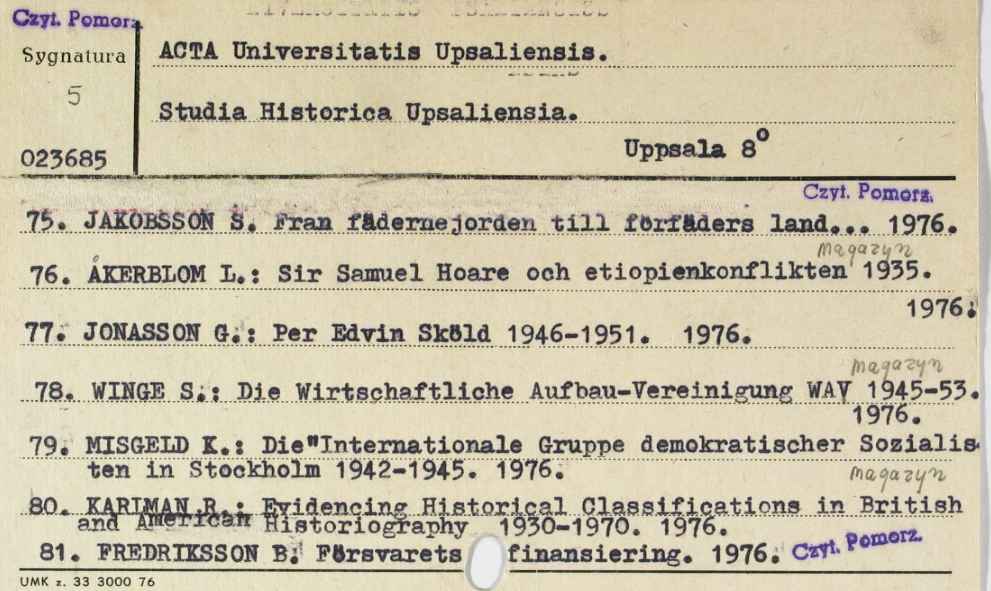 Czyt. Pomorz.
Sygnatura
5
023685
ACTA Universitatis Upsaliensis.
Studia Historica Upsaliensia.
Uppsala 8º
Czyt. Pomorz.
75. JAKOBSSON S. Fran fädernejorden till förfäders land... 1976.
magazyn
76. ÅKERBLOM L.: Sir Samuel Hoare och etiopienkonflikten 1935.
1976.
77. JONASSON G.: Per Edvin Sköld 1946-1951. 1976.
magazyn
78. WINGE S.: Die Wirtschaftliche Aufbau-Vereinigung WAV 1945-53.
1976.
79. MISGELD K.: Die"Internationale Gruppe demokratischer Sozialis-
ten in Stockholm 1942-1945. 1976.
magazyn
80. KARIMAN R.: Evidencing Historical Classifications in British
and American Historiography 1930-1970. 1976.
81. FREDRIKSSON B: Försvarets finansiering. 1976.
Czyt. Pomorz.
UMK z. 33 3000 76